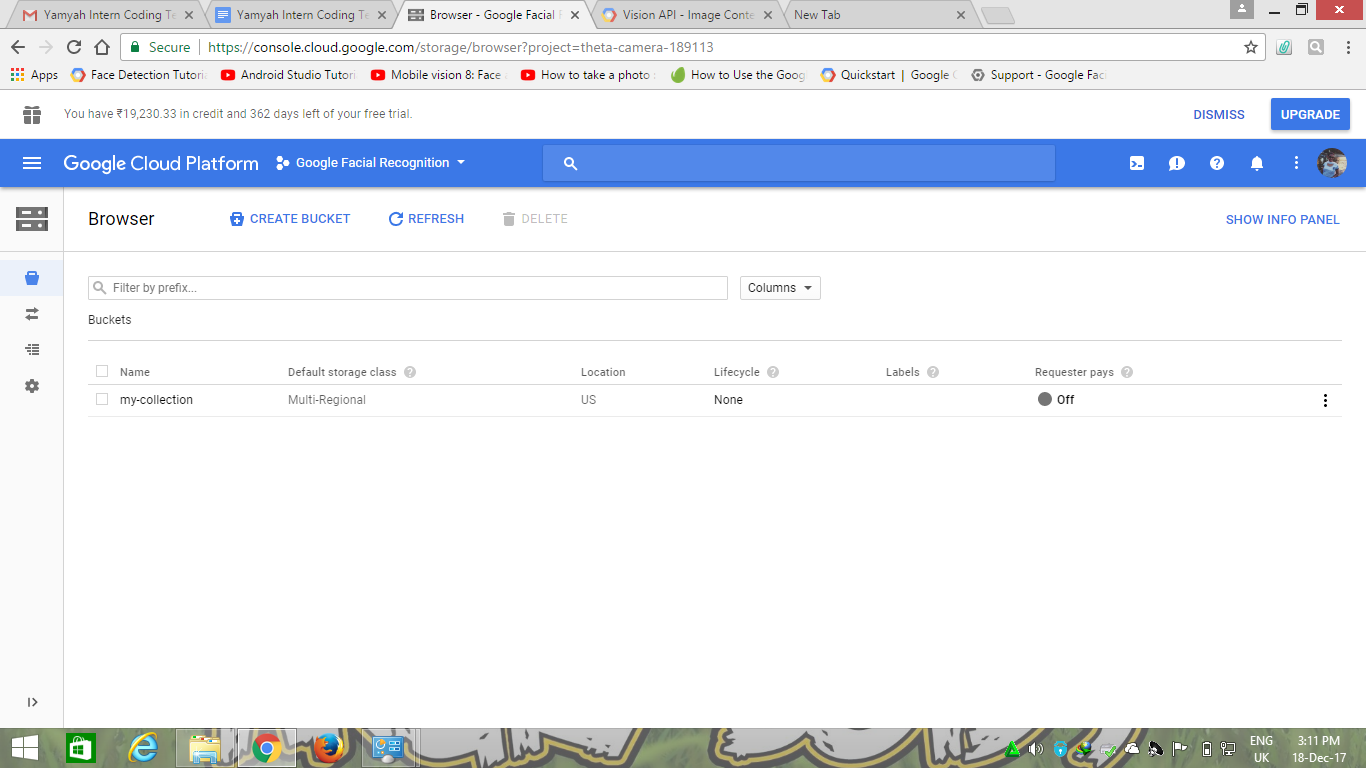 Yamyah Intern Coding Te
Yamyah Intern Coding Te
Browser - Google Facial
Vision API - Image Conte
New Tab
Secure
https://console.cloud.google.com/storage/browser?project=theta-camera-189113
Apps
Face Detection Tutori
Android Studio Tutori
Mobile vision 8: Face
How to take a photo
How to Use the Goog
Quickstart | Google
Support - Google Faci
You have ₹19,230.33 in credit and 362 days left of your free trial.
DISMISS
UPGRADE
Google Cloud Platform
Google Facial Recognition
Browser
CREATE BUCKET
REFRESH
DELETE
SHOW INFO PANEL
Filter by prefix...
Columns
Buckets
Name Default storage class Location Lifecycle Labels Requester pays
my-collection Multi-Regional US None Off
ENG 3:11 PM
UK 18-Dec-17